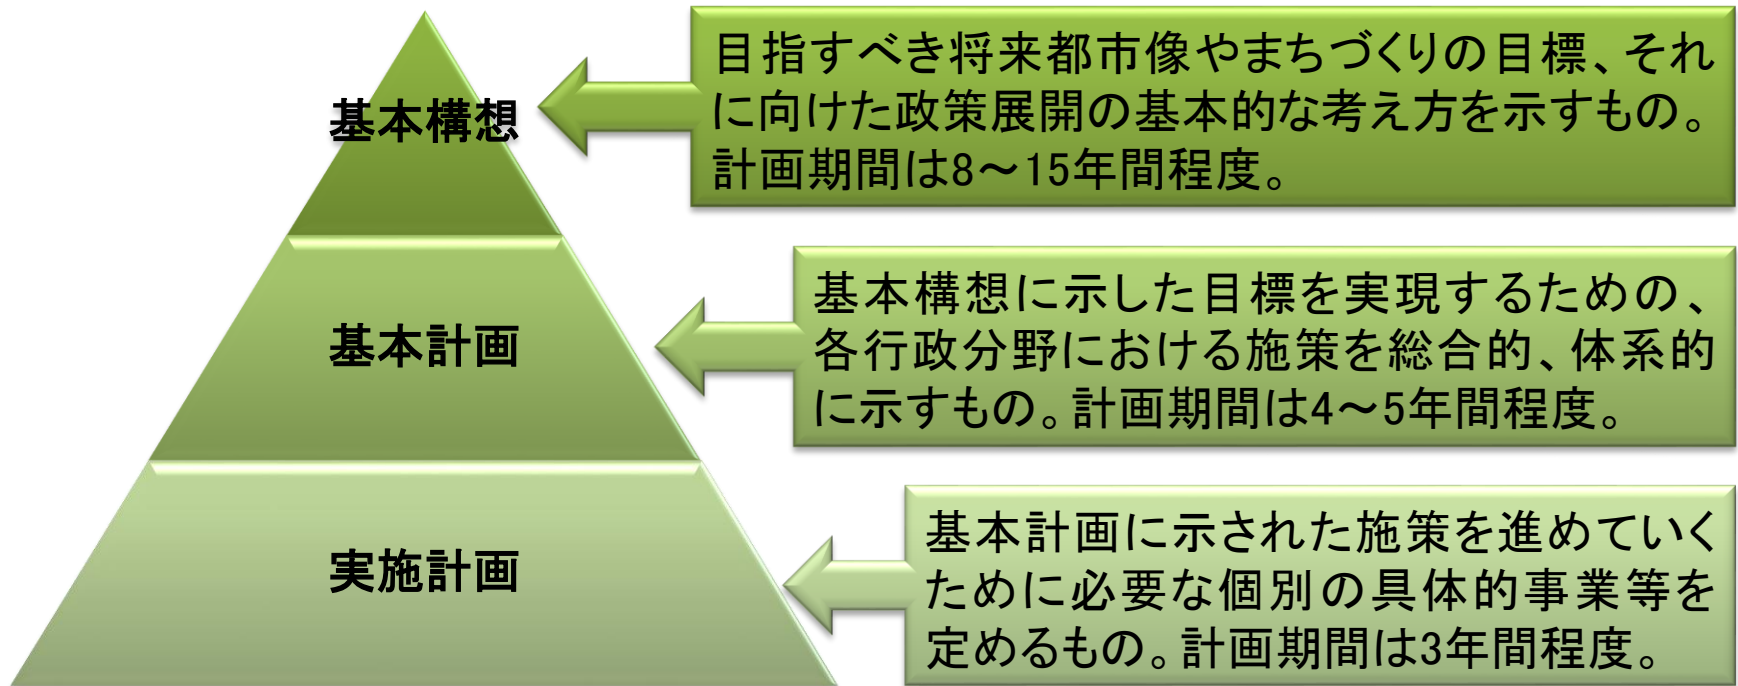 基本構想
目指すべき将来都市像やまちづくりの目標、それ
に向けた政策展開の基本的な考え方を示すもの。
計画期間は8～15年間程度。
基本計画
基本構想に示した目標を実現するための、
各行政分野における施策を総合的、体系的
に示すもの。計画期間は4～5年間程度。
実施計画
基本計画に示された施策を進めていく
ために必要な個別の具体的事業等を
定めるもの。計画期間は3年間程度。